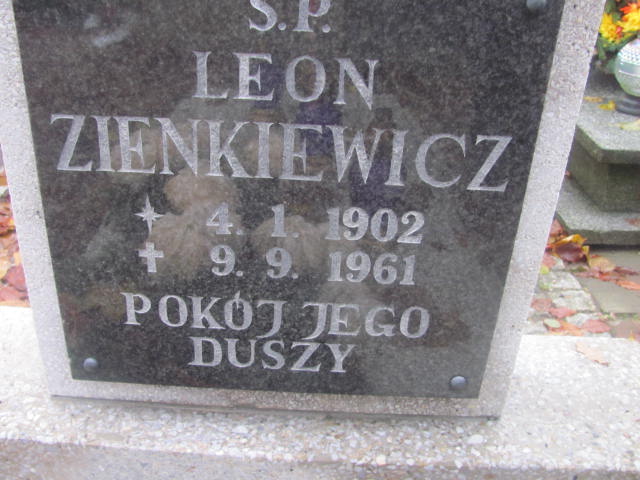 Ś.P.
LEON
ZIENKIEWICZ
4. 1. 1902
9. 9. 1961
POKÓJ JEGO
DUSZY